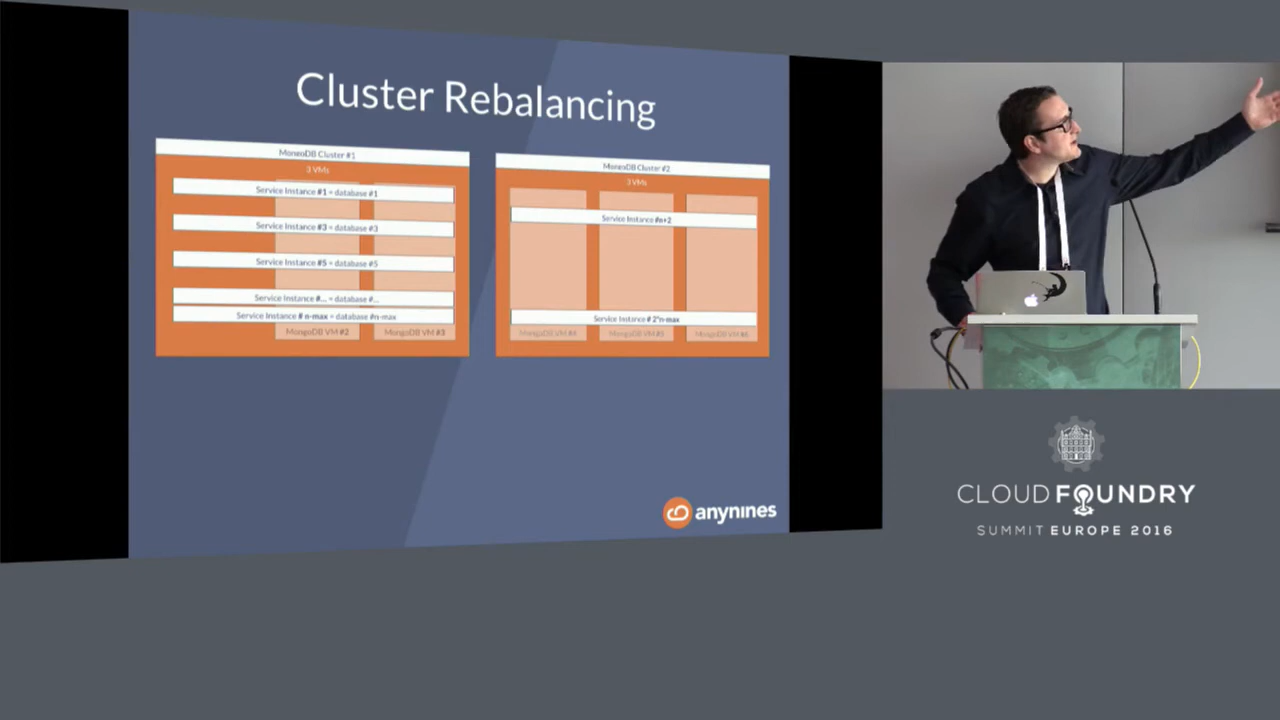 Cluster Rebalancing
MongoDB Cluster #1
3 VMs
Service Instance #1 = database #1
Service Instance #3 = database #3
Service Instance #5 = database #5
Service Instance #... = database #...
Service Instance # n-max = database #n-max
MongoDB VM #2
MongoDB VM #3
MongoDB Cluster #2
3 VMs
Service Instance #n+2
Service Instance # 2*n-max
MongoDB VM #4
MongoDB VM #5
MongoDB VM #6
anynines
CLOUD FOUNDRY
SUMMIT EUROPE 2016